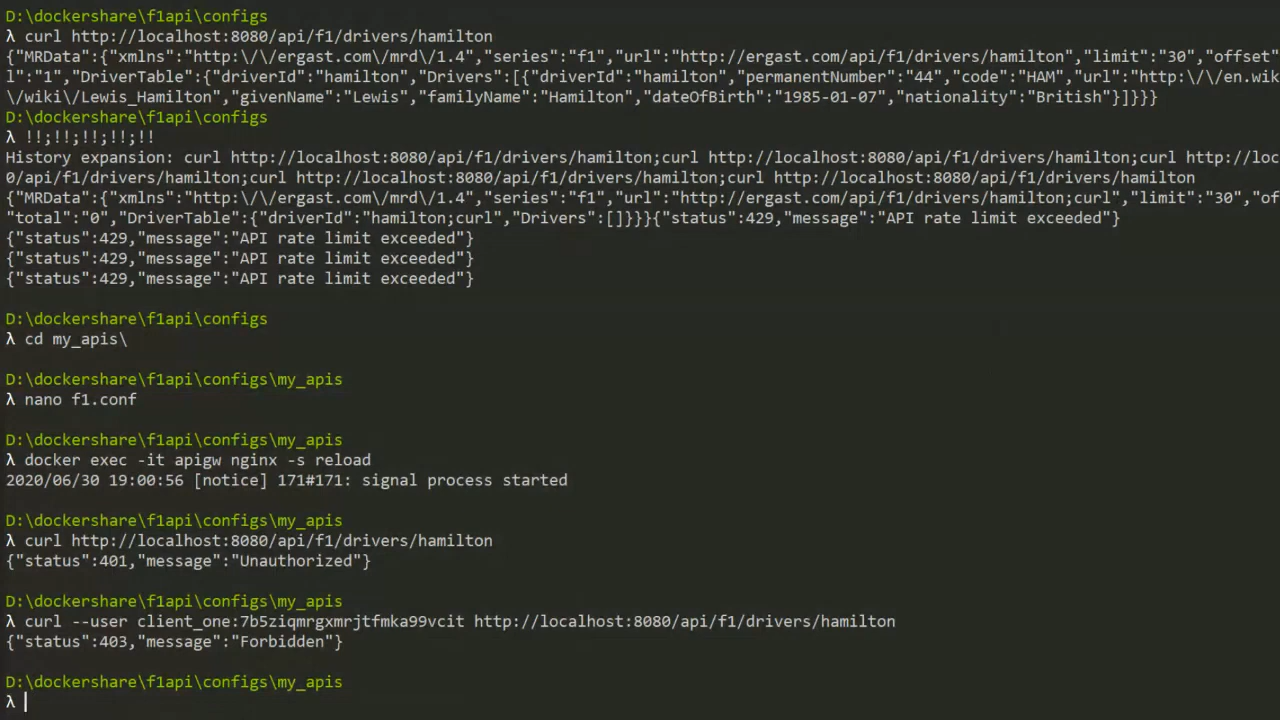 D:\dockershare\f1api\configs
λ curl http://localhost:8080/api/f1/drivers/hamilton
{"MRData":{"xmlns":"http:\/\/ergast.com\/mrd\/1.4","series":"f1","url":"http://ergast.com/api/f1/drivers/hamilton","limit":"30","offset"
l":"1","DriverTable":{"driverId":"hamilton","Drivers":[{"driverId":"hamilton","permanentNumber":"44","code":"HAM","url":"http:\/\/en.wik
\/wiki\/Lewis_Hamilton","givenName":"Lewis","familyName":"Hamilton","dateOfBirth":"1985-01-07","nationality":"British"}]}}}
D:\dockershare\f1api\configs
λ !!;!!;!!;!!;!!
History expansion: curl http://localhost:8080/api/f1/drivers/hamilton;curl http://localhost:8080/api/f1/drivers/hamilton;curl http://loc
0/api/f1/drivers/hamilton;curl http://localhost:8080/api/f1/drivers/hamilton;curl http://localhost:8080/api/f1/drivers/hamilton
{"MRData":{"xmlns":"http:\/\/ergast.com\/mrd\/1.4","series":"f1","url":"http://ergast.com/api/f1/drivers/hamilton;curl","limit":"30","of
"total":"0","DriverTable":{"driverId":"hamilton;curl","Drivers":[]}}}{"status":429,"message":"API rate limit exceeded"}
{"status":429,"message":"API rate limit exceeded"}
{"status":429,"message":"API rate limit exceeded"}
{"status":429,"message":"API rate limit exceeded"}
D:\dockershare\f1api\configs
λ cd my_apis\
D:\dockershare\f1api\configs\my_apis
λ nano f1.conf
D:\dockershare\f1api\configs\my_apis
λ docker exec -it apigw nginx -s reload
2020/06/30 19:00:56 [notice] 171#171: signal process started
D:\dockershare\f1api\configs\my_apis
λ curl http://localhost:8080/api/f1/drivers/hamilton
{"status":401,"message":"Unauthorized"}
D:\dockershare\f1api\configs\my_apis
λ curl --user client_one:7b5ziqmrgxmrjtfmka99vcit http://localhost:8080/api/f1/drivers/hamilton
{"status":403,"message":"Forbidden"}
D:\dockershare\f1api\configs\my_apis
λ